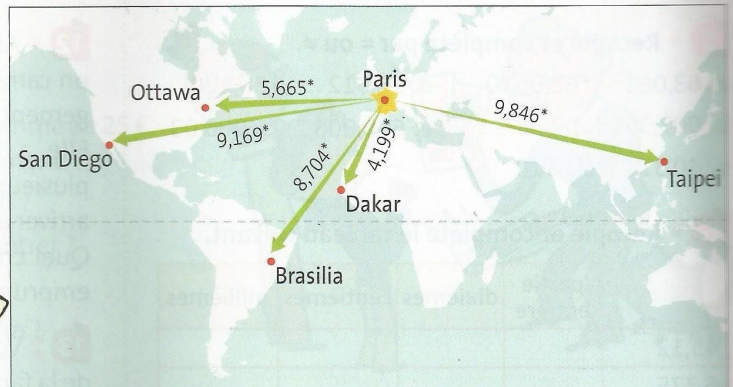 Paris
Ottawa
5,665*
9,846*
9,169*
San Diego
8,704*
4,199*
Taipei
Dakar
Brasilia